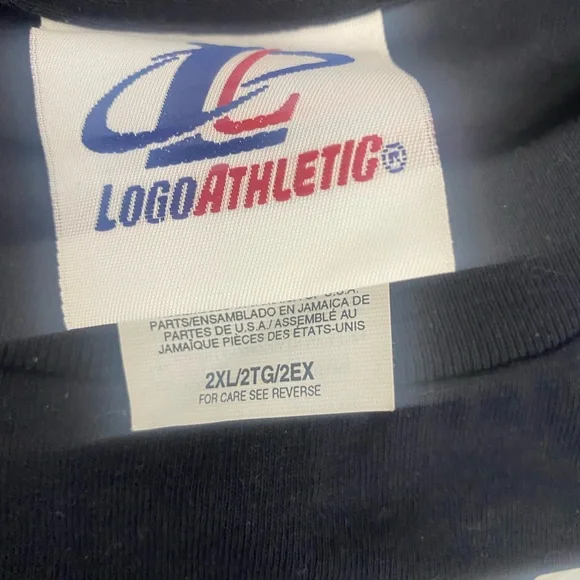 LOGOATHLETIC®
U.S.A.
PARTS/ENSAMBLADO EN JAMAICA DE
PARTES DE U.S.A./ASSEMBLÉ AU
JAMAÏQUE PIÈCES DES ÉTATS-UNIS
2XL/2TG/2EX
FOR CARE SEE REVERSE